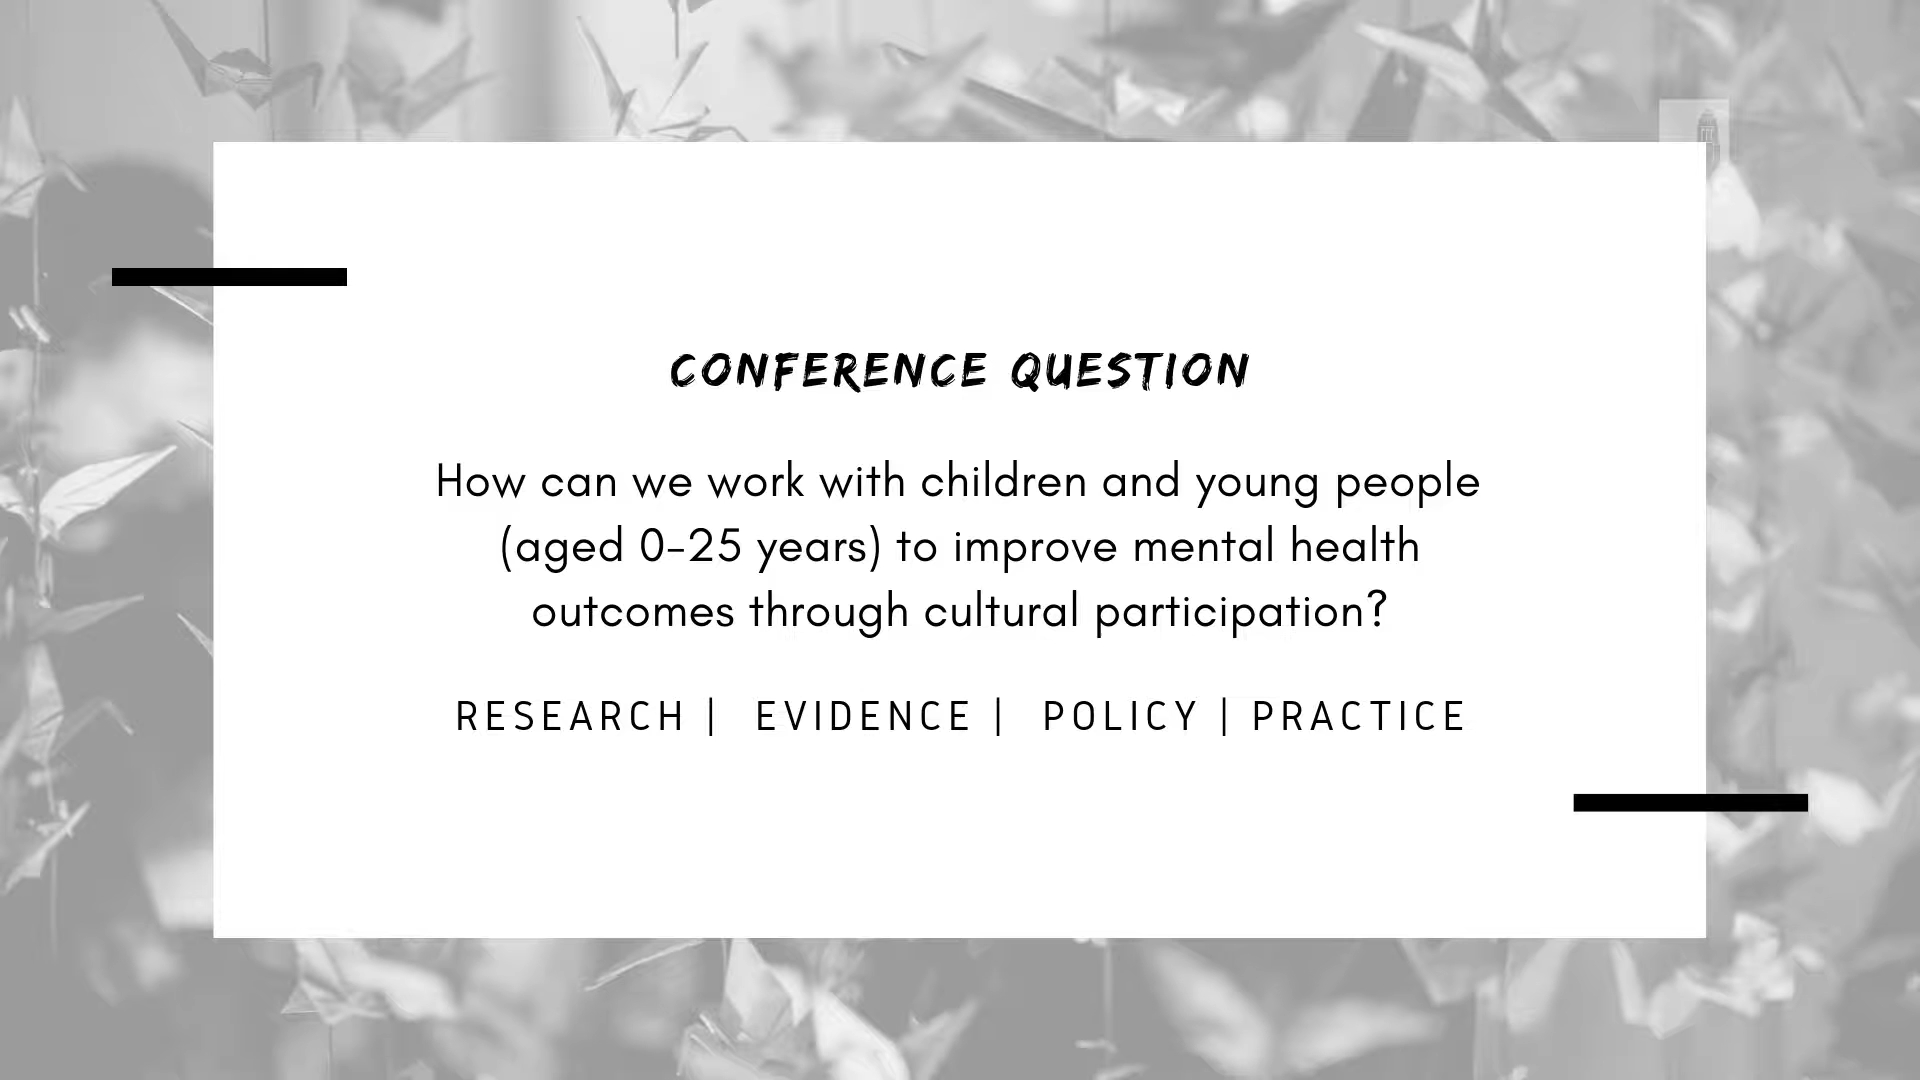 CONFERENCE QUESTION
How can we work with children and young people
(aged 0-25 years) to improve mental health
outcomes through cultural participation?
RESEARCH | EVIDENCE | POLICY | PRACTICE